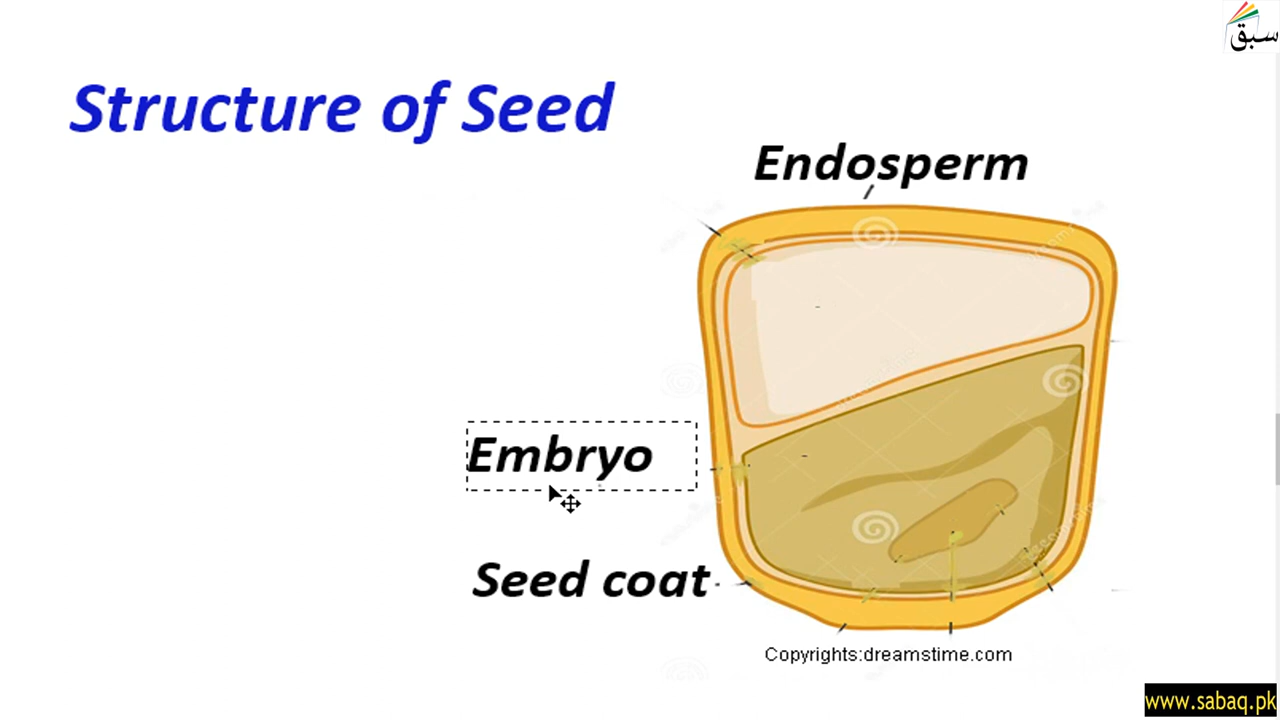 سبق
Structure of Seed
Endosperm
Embryo
Seed coat
Copyrights:dreamstime.com
www.sabaq.pk